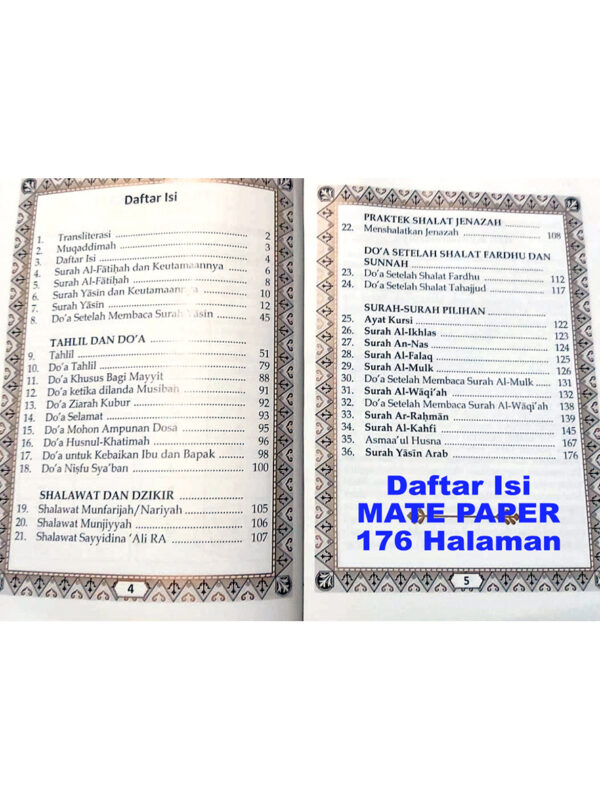 Daftar Isi
1. Transliterasi ........ 2
2. Muqaddimah ........ 3
3. Daftar Isi ........ 4
4. Surah Al-Fātiḥah dan Keutamaannya ........ 6
5. Surah Al-Fātiḥah ........ 8
6. Surah Yāsīn dan Keutamaannya ........ 10
7. Surah Yāsīn ........ 12
8. Do'a Setelah Membaca Surah Yāsīn ........ 45
TAHLIL DAN DO'A
9. Tahlil ........ 51
10. Do'a Tahlil ........ 79
11. Do'a Khusus Bagi Mayyit ........ 88
12. Do'a ketika dilanda Musibah ........ 91
13. Do'a Ziarah Kubur ........ 92
14. Do'a Selamat ........ 93
15. Do'a Mohon Ampunan Dosa ........ 95
16. Do'a Husnul-Khatimah ........ 96
17. Do'a untuk Kebaikan Ibu dan Bapak ........ 98
18. Do'a Niṣfu Sya'ban ........ 100
SHALAWAT DAN DZIKIR
19. Shalawat Munfarijah/Nariyah ........ 105
20. Shalawat Munjiyyah ........ 106
21. Shalawat Sayyidina 'Ali RA ........ 107
4
PRAKTEK SHALAT JENAZAH ........
22. Menshalatkan Jenazah ........ 108
DO'A SETELAH SHALAT FARDHU DAN
SUNNAH ........
23. Do'a Setelah Shalat Fardhu ........ 112
24. Do'a Setelah Shalat Tahajjud ........ 117
SURAH-SURAH PILIHAN ........
25. Ayat Kursi ........ 122
26. Surah Al-Ikhlas ........ 123
27. Surah An-Nas ........ 124
28. Surah Al-Falaq ........ 125
29. Surah Al-Mulk ........ 126
30. Do'a Setelah Membaca Surah Al-Mulk ........ 131
31. Surah Al-Wāqi'ah ........ 132
32. Do'a Setelah Membaca Surah Al-Wāqi'ah ........ 138
33. Surah Ar-Raḥmān ........ 139
34. Surah Al-Kahfi ........ 145
35. Asmaa'ul Husna ........ 167
36. Surah Yāsīn Arab ........ 176
Daftar Isi
MATE PAPER
176 Halaman
5